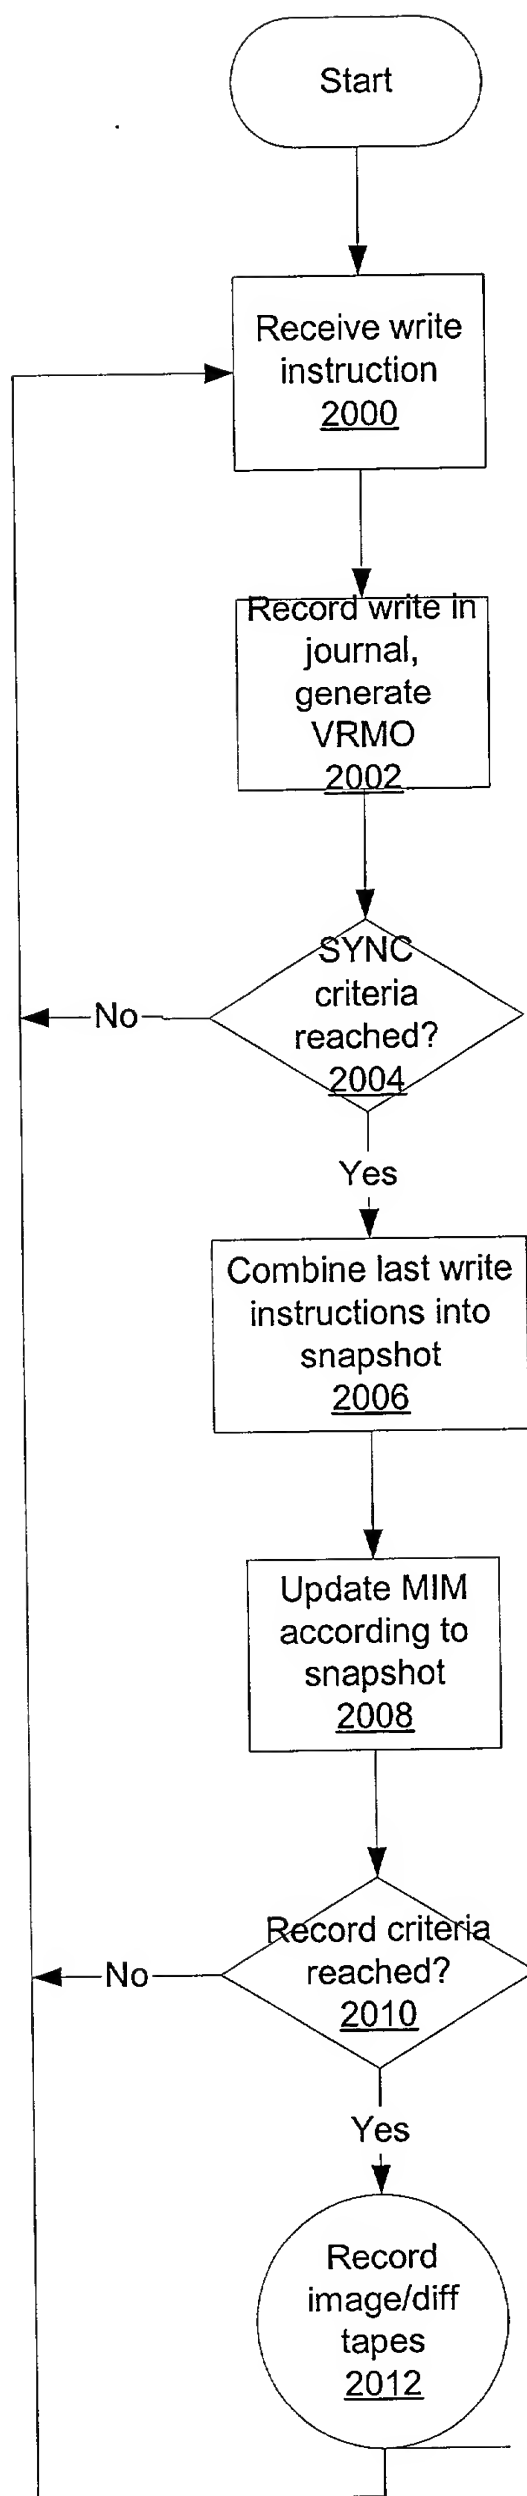 Start
Receive write
instruction
2000
Record write in
journal,
generate
VRMO
2002
SYNC
criteria
reached?
2004
No
Yes
Combine last write
instructions into
snapshot
2006
Update MIM
according to
snapshot
2008
Record criteria
reached?
2010
No
Yes
Record
image/diff
tapes
2012